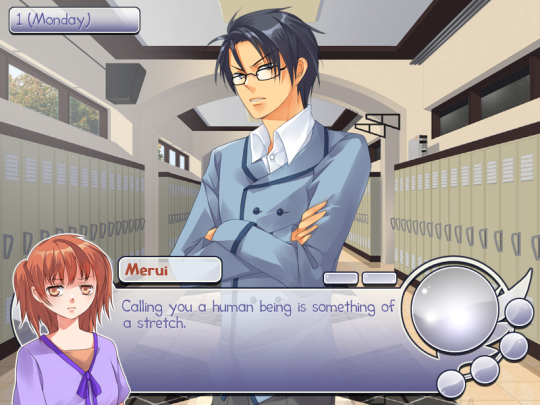 1 (Monday)
Merui
Calling you a human being is something of
a stretch.